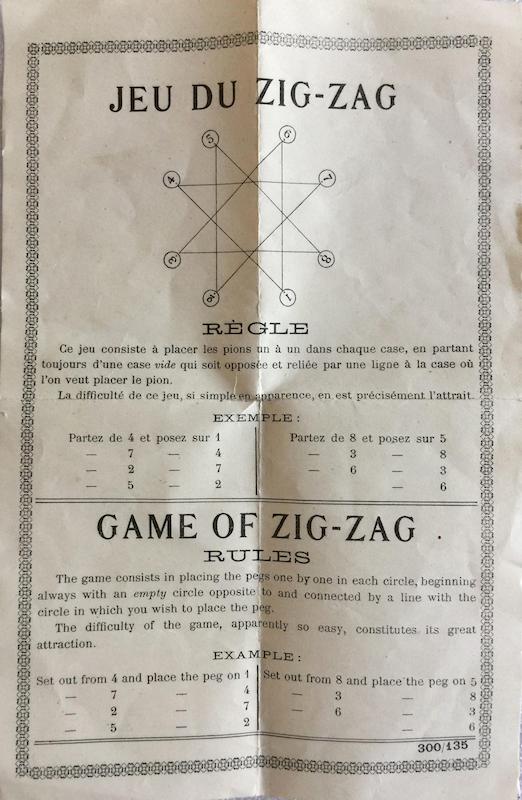 JEU DU ZIG-ZAG
5 6
4 7
3 8
2 1
RÈGLE
Ce jeu consiste à placer les pions un à un dans chaque case, en partant
toujours d'une case vide qui soit opposée et reliée par une ligne à la case où
l'on veut placer le pion.
La difficulté de ce jeu, si simple en apparence, en est précisément l'attrait.
EXEMPLE:
Partez de 4 et posez sur 1 Partez de 8 et posez sur 5
— 7 — 4 — 3 — 8
— 2 — 7 — 6 — 3
— 5 — 2 — 6
GAME OF ZIG-ZAG
RULES
The game consists in placing the pegs one by one in each circle, beginning
always with an empty circle opposite to and connected by a line with the
circle in which you wish to place the peg.
The difficulty of the game, apparently so easy, constitutes its great
attraction.
EXAMPLE:
Set out from 4 and place the peg on 1 Set out from 8 and place the peg on 5
— 7 — 4 — 3 — 8
— 2 — 7 — 6 — 3
— 5 — 2 — 6
300/135